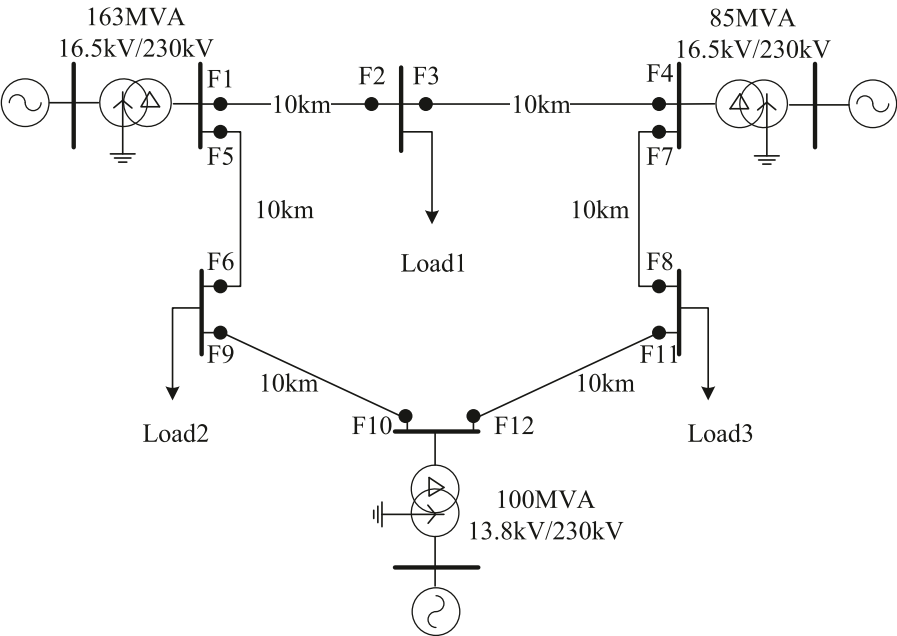 163MVA
16.5kV/230kV
85MVA
16.5kV/230kV
F1
F2
F3
F4
10km
10km
F5
F7
10km
10km
Load1
F6
F8
F9
F11
10km
10km
Load2
F10
F12
Load3
100MVA
13.8kV/230kV